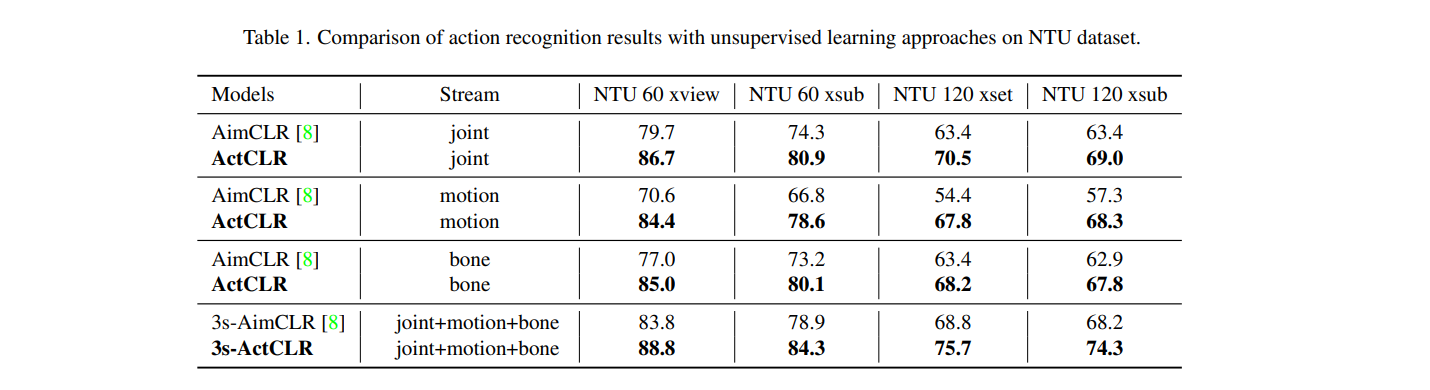 Table 1. Comparison of action recognition results with unsupervised learning approaches on NTU dataset.
Models Stream NTU 60 xview NTU 60 xsub NTU 120 xset NTU 120 xsub
AimCLR [8] joint 79.7 74.3 63.4 63.4
ActCLR joint 86.7 80.9 70.5 69.0
AimCLR [8] motion 70.6 66.8 54.4 57.3
ActCLR motion 84.4 78.6 67.8 68.3
AimCLR [8] bone 77.0 73.2 63.4 62.9
ActCLR bone 85.0 80.1 68.2 67.8
3s-AimCLR [8] joint+motion+bone 83.8 78.9 68.8 68.2
3s-ActCLR joint+motion+bone 88.8 84.3 75.7 74.3